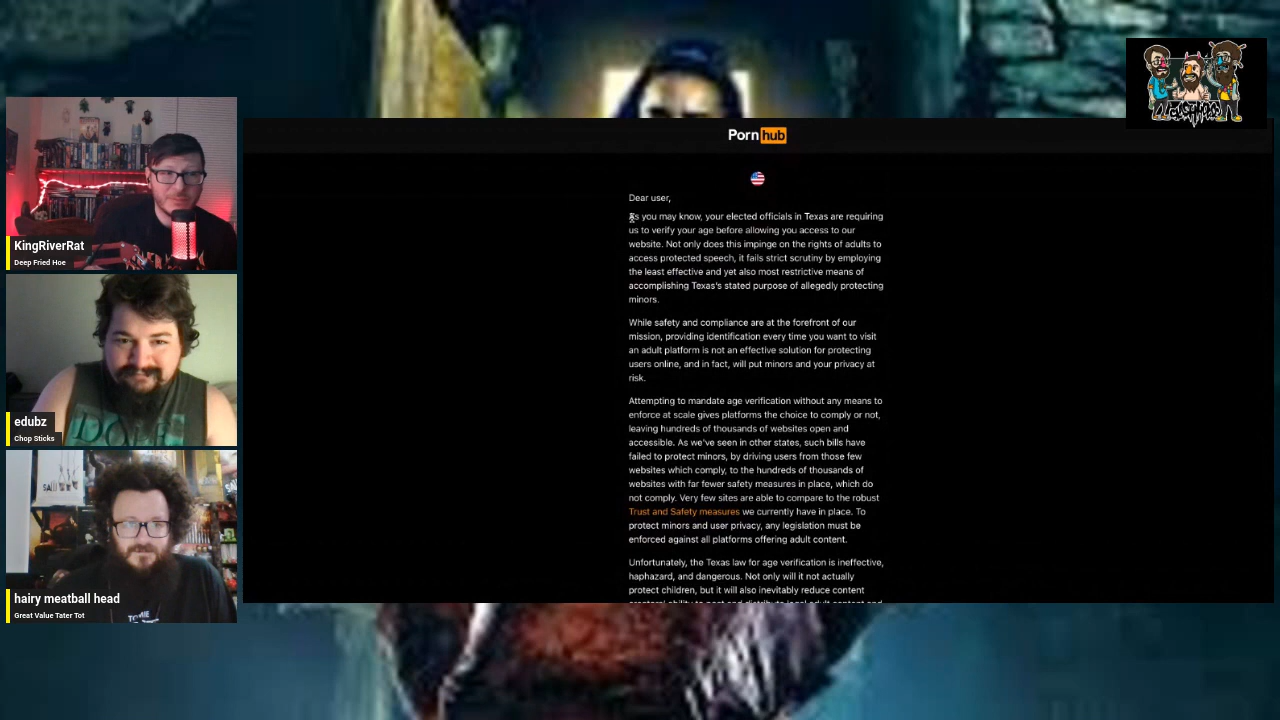 KingRiverRat
Deep Fried Hoe
edubz
Chop Sticks
SAW
hairy meatball head
Great Value Tater Tot
Pornhub
Dear user,
As you may know, your elected officials in Texas are requiring
us to verify your age before allowing you access to our
website. Not only does this impinge on the rights of adults to
access protected speech, it fails strict scrutiny by employing
the least effective and yet also most restrictive means of
accomplishing Texas's stated purpose of allegedly protecting
minors.
While safety and compliance are at the forefront of our
mission, providing identification every time you want to visit
an adult platform is not an effective solution for protecting
users online, and in fact, will put minors and your privacy at
risk.
Attempting to mandate age verification without any means to
enforce at scale gives platforms the choice to comply or not,
leaving hundreds of thousands of websites open and
accessible. As we've seen in other states, such bills have
failed to protect minors, by driving users from those few
websites which comply, to the hundreds of thousands of
websites with far fewer safety measures in place, which do
not comply. Very few sites are able to compare to the robust
Trust and Safety measures we currently have in place. To
protect minors and user privacy, any legislation must be
enforced against all platforms offering adult content.
Unfortunately, the Texas law for age verification is ineffective,
haphazard, and dangerous. Not only will it not actually
protect children, but it will also inevitably reduce content